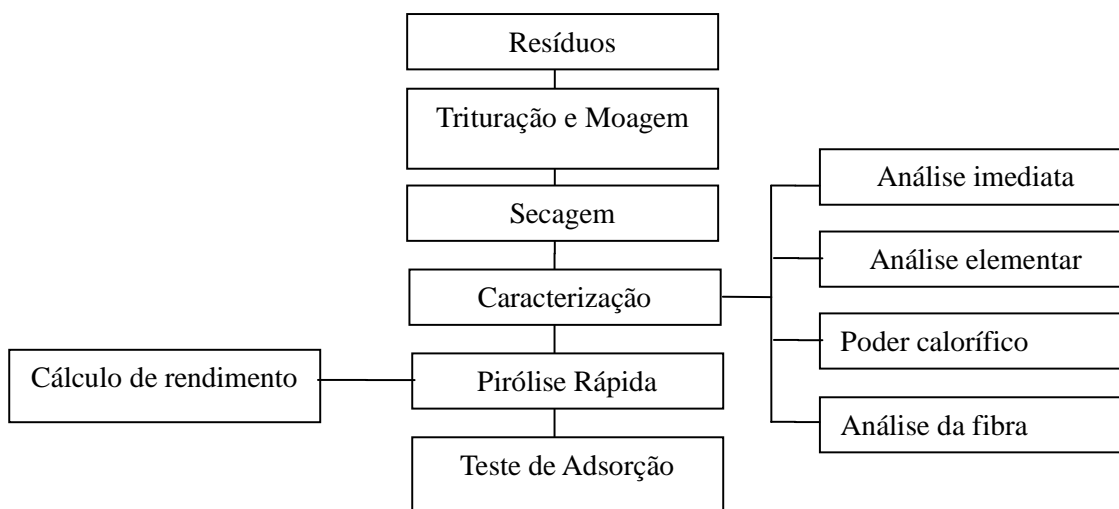 Resíduos
Trituração e Moagem
Secagem
Caracterização
Análise imediata
Análise elementar
Poder calorífico
Análise da fibra
Cálculo de rendimento
Pirólise Rápida
Teste de Adsorção